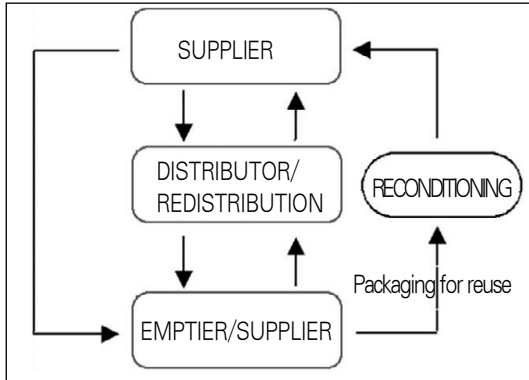 SUPPLIER
DISTRIBUTOR/
REDISTRIBUTION
RECONDITIONING
Packaging for reuse
EMPTIER/SUPPLIER